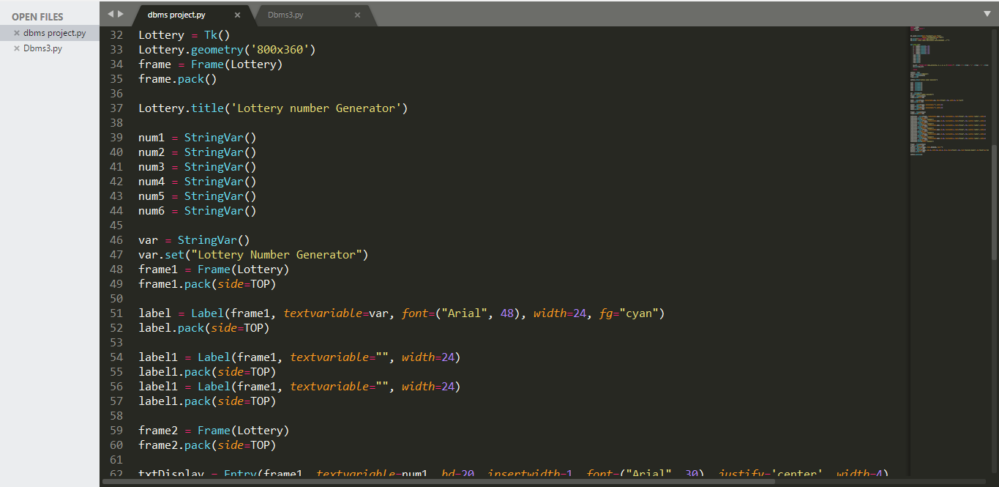 OPEN FILES
dbms project.py
Dbms3.py
dbms project.py
Dbms3.py
32 Lottery = Tk()
33 Lottery.geometry('800x360')
34 frame = Frame(Lottery)
35 frame.pack()
36
37 Lottery.title('Lottery number Generator')
38
39 num1 = StringVar()
40 num2 = StringVar()
41 num3 = StringVar()
42 num4 = StringVar()
43 num5 = StringVar()
44 num6 = StringVar()
45
46 var = StringVar()
47 var.set("Lottery Number Generator")
48 frame1 = Frame(Lottery)
49 frame1.pack(side=TOP)
50
51 label = Label(frame1, textvariable=var, font=("Arial", 48), width=24, fg="cyan")
52 label.pack(side=TOP)
53
54 label1 = Label(frame1, textvariable="", width=24)
55 label1.pack(side=TOP)
56 label1 = Label(frame1, textvariable="", width=24)
57 label1.pack(side=TOP)
58
59 frame2 = Frame(Lottery)
60 frame2.pack(side=TOP)
61
62 txtDisplay = Entry(frame1, textvariable=num1, bd=20, insertwidth=1, font=("Arial", 30), justify='center', width=4)